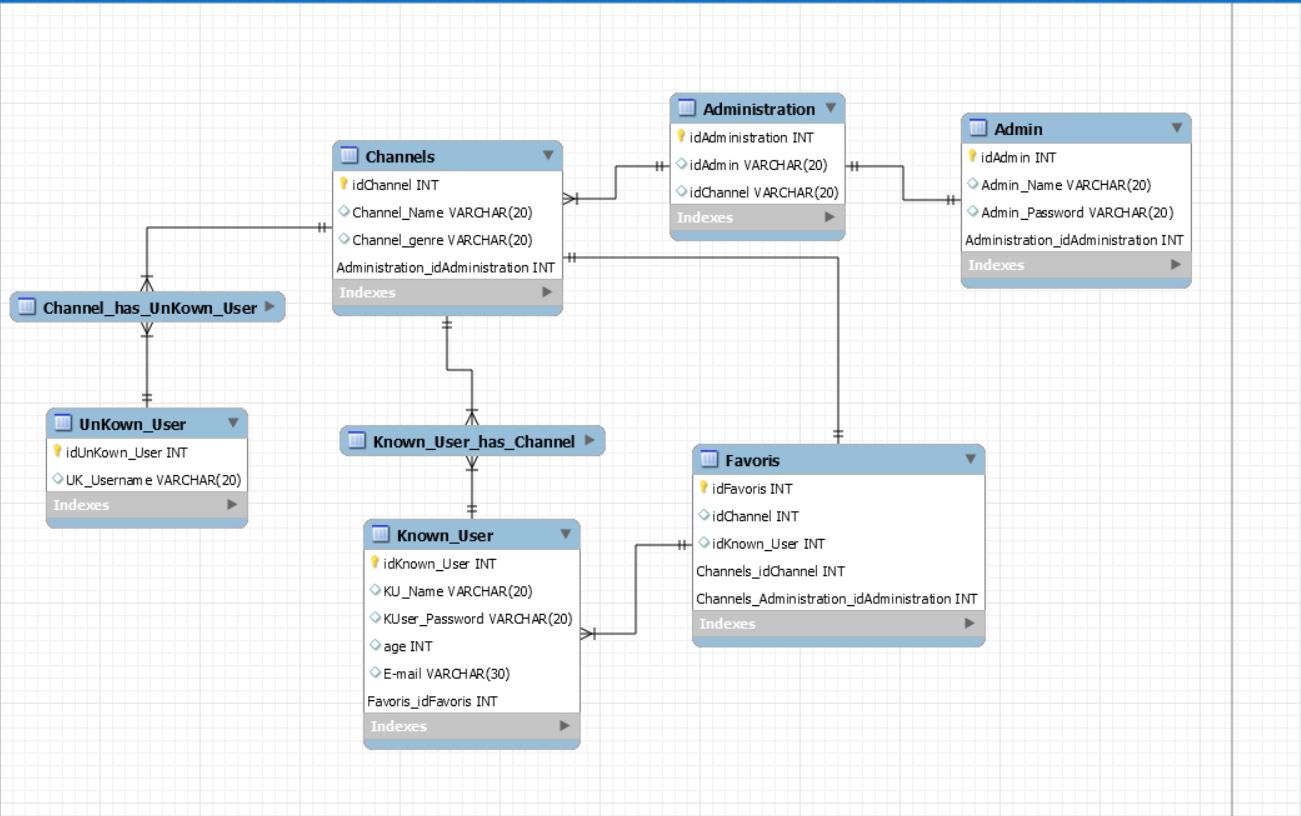 Administration
idAdministration INT
idAdmin VARCHAR(20)
idChannel VARCHAR(20)
Indexes
Admin
idAdmin INT
Admin_Name VARCHAR(20)
Admin_Password VARCHAR(20)
Administration_idAdministration INT
Indexes
Channels
idChannel INT
Channel_Name VARCHAR(20)
Channel_genre VARCHAR(20)
Administration_idAdministration INT
Indexes
Channel_has_UnKown_User
UnKown_User
idUnKown_User INT
UK_Username VARCHAR(20)
Indexes
Known_User_has_Channel
Favoris
idFavoris INT
idChannel INT
idKnown_User INT
Channels_idChannel INT
Channels_Administration_idAdministration INT
Indexes
Known_User
idKnown_User INT
KU_Name VARCHAR(20)
KUser_Password VARCHAR(20)
age INT
E-mail VARCHAR(30)
Favoris_idFavoris INT
Indexes